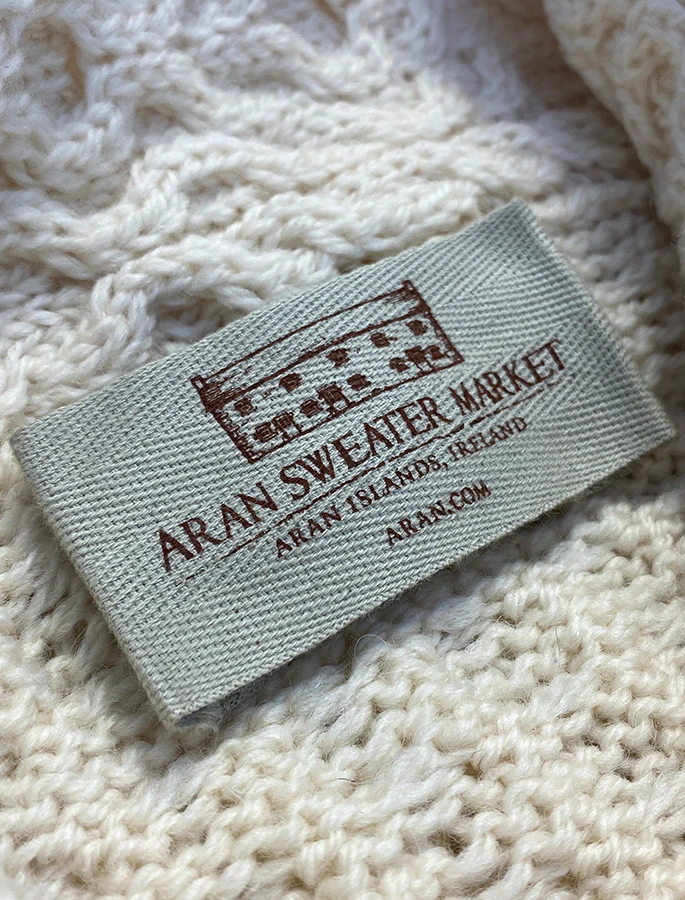 ARAN SWEATER MARKET
ARAN ISLANDS, IRELAND
ARAN.COM